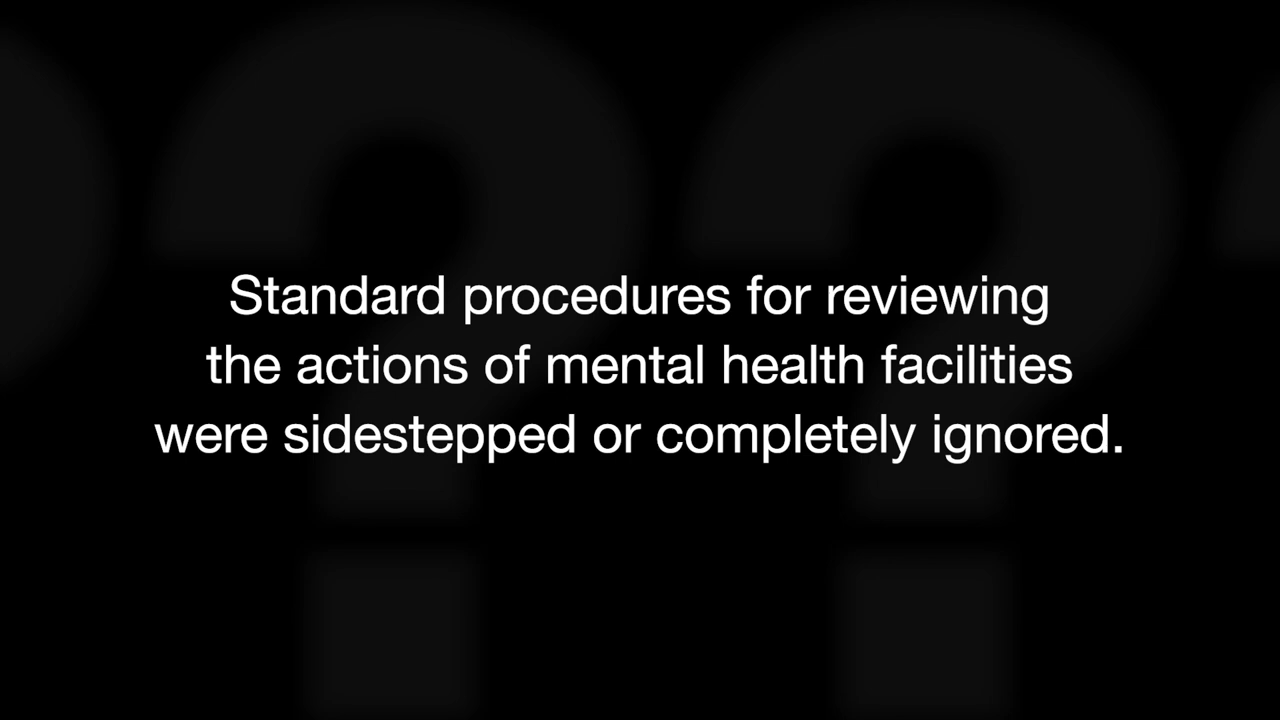 Standard procedures for reviewing
the actions of mental health facilities
were sidestepped or completely ignored.